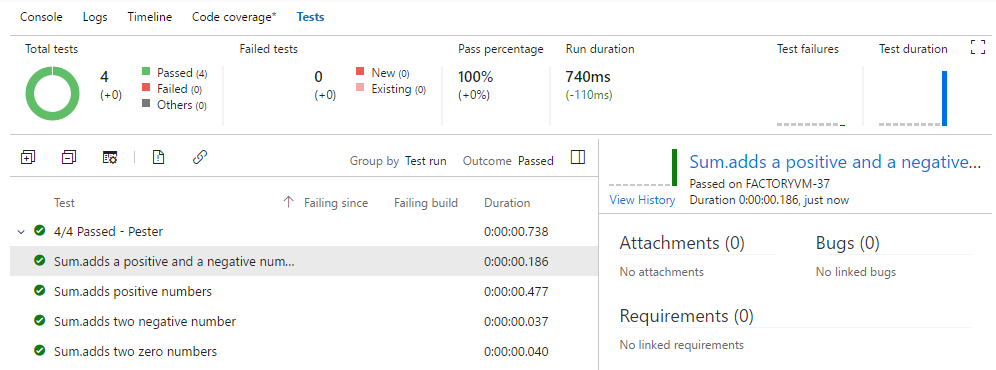 Console Logs Timeline Code coverage* Tests
Total tests
4
(+0)
Passed (4)
Failed (0)
Others (0)
Failed tests
0
(+0)
New (0)
Existing (0)
Pass percentage
100%
(+0%)
Run duration
740ms
(-110ms)
Test failures
Test duration
Group by Test run Outcome Passed
Test Failing since Failing build Duration
4/4 Passed - Pester 0:00:00.738
Sum.adds a positive and a negative num... 0:00:00.186
Sum.adds positive numbers 0:00:00.477
Sum.adds two negative number 0:00:00.037
Sum.adds two zero numbers 0:00:00.040
Sum.adds a positive and a negative...
Passed on FACTORYVM-37
View History
Duration 0:00:00.186, just now
Attachments (0)
No attachments
Bugs (0)
No linked bugs
Requirements (0)
No linked requirements